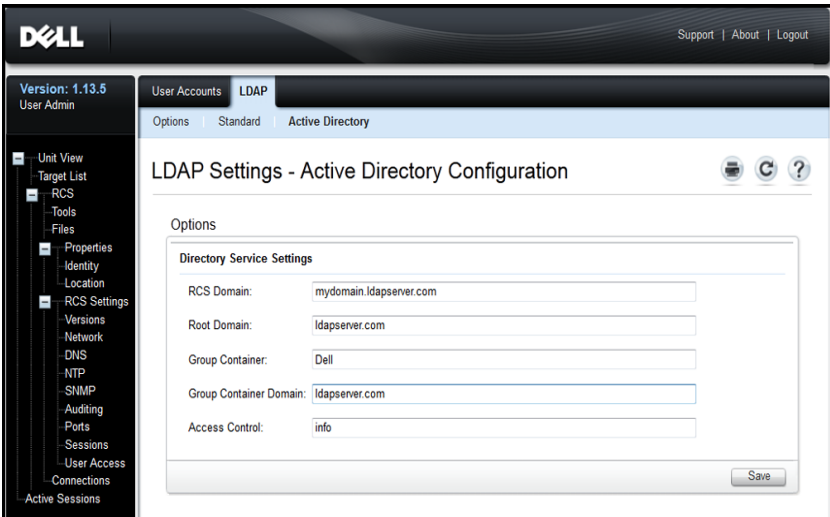 DELL
Support | About | Logout
Version: 1.13.5
User Admin
User Accounts LDAP
Options Standard Active Directory
Unit View
Target List
RCS
Tools
Files
Properties
Identity
Location
RCS Settings
Versions
Network
DNS
NTP
SNMP
Auditing
Ports
Sessions
User Access
Connections
Active Sessions
LDAP Settings - Active Directory Configuration
?
Options
Directory Service Settings
RCS Domain: mydomain.ldapserver.com
Root Domain: ldapserver.com
Group Container: Dell
Group Container Domain: ldapserver.com
Access Control: info
Save